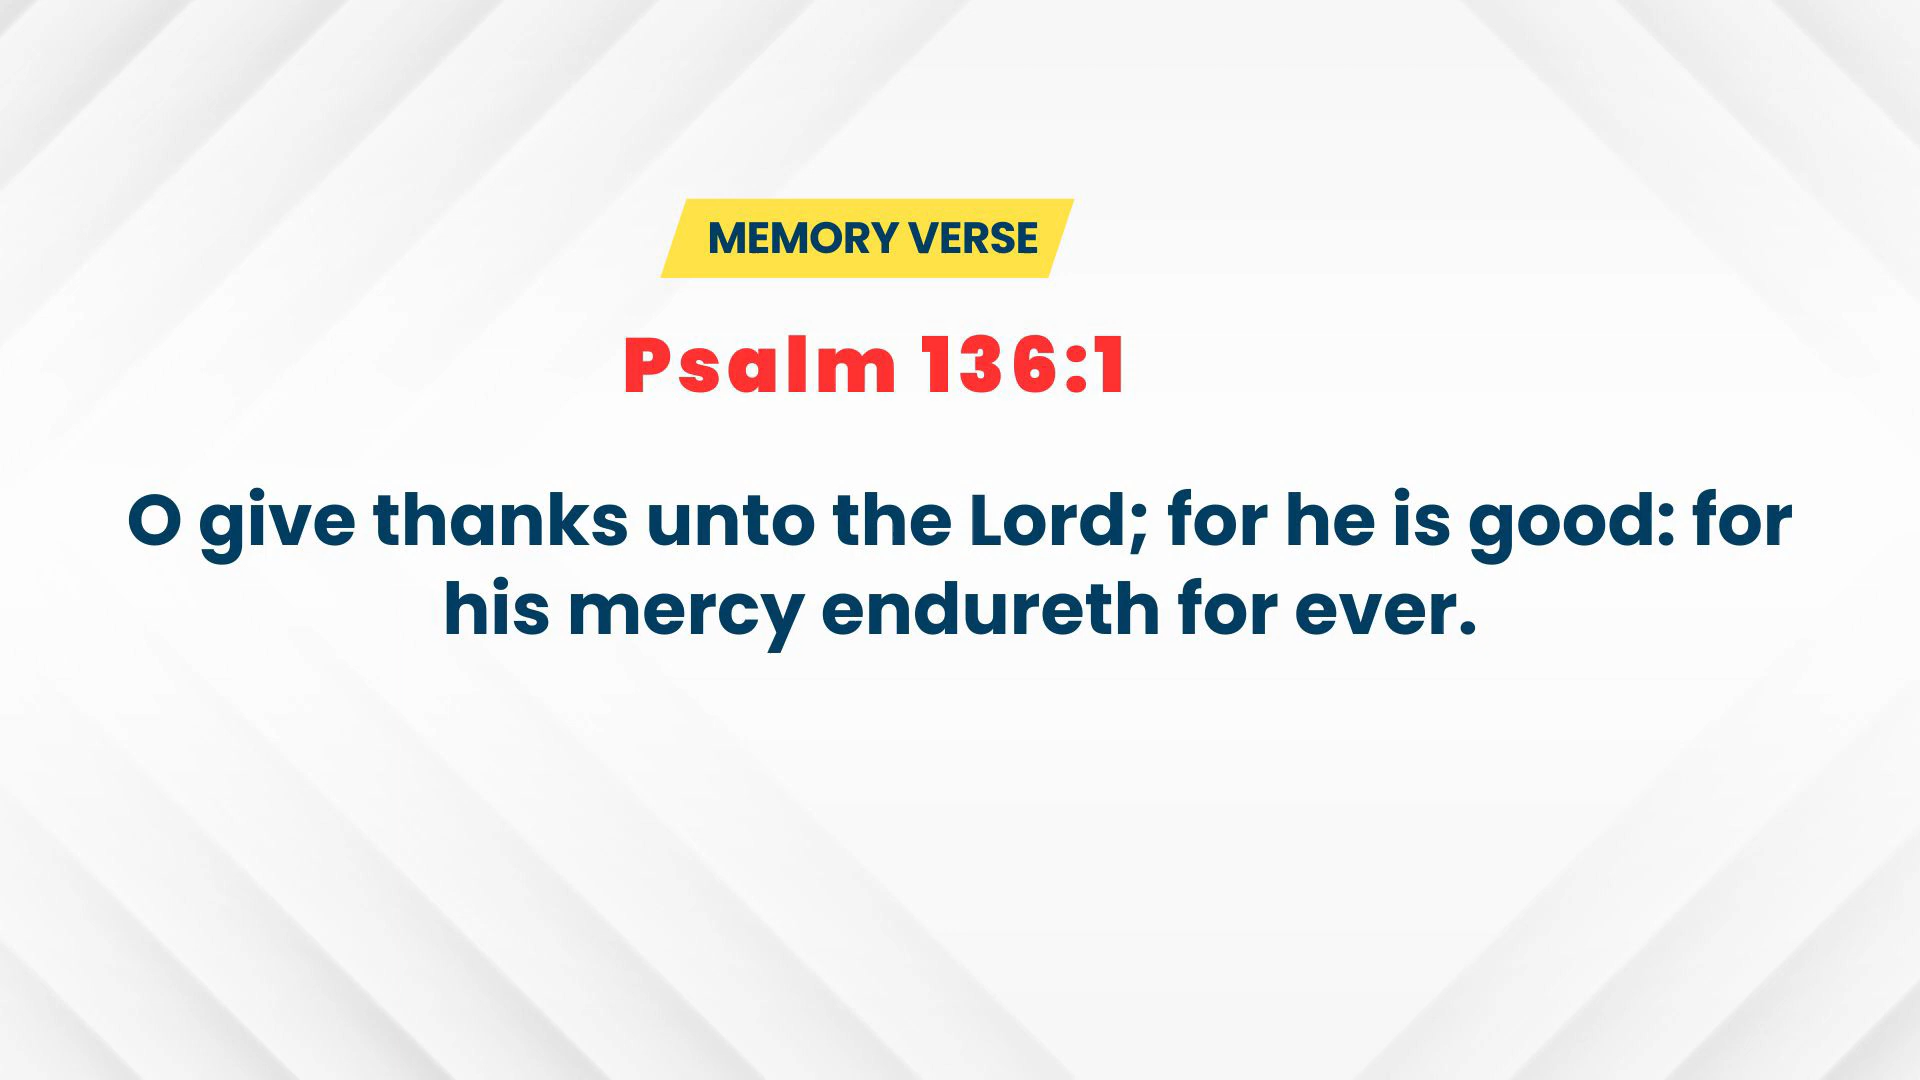 MEMORY VERSE
Psalm 136:1
O give thanks unto the Lord; for he is good: for
his mercy endureth for ever.